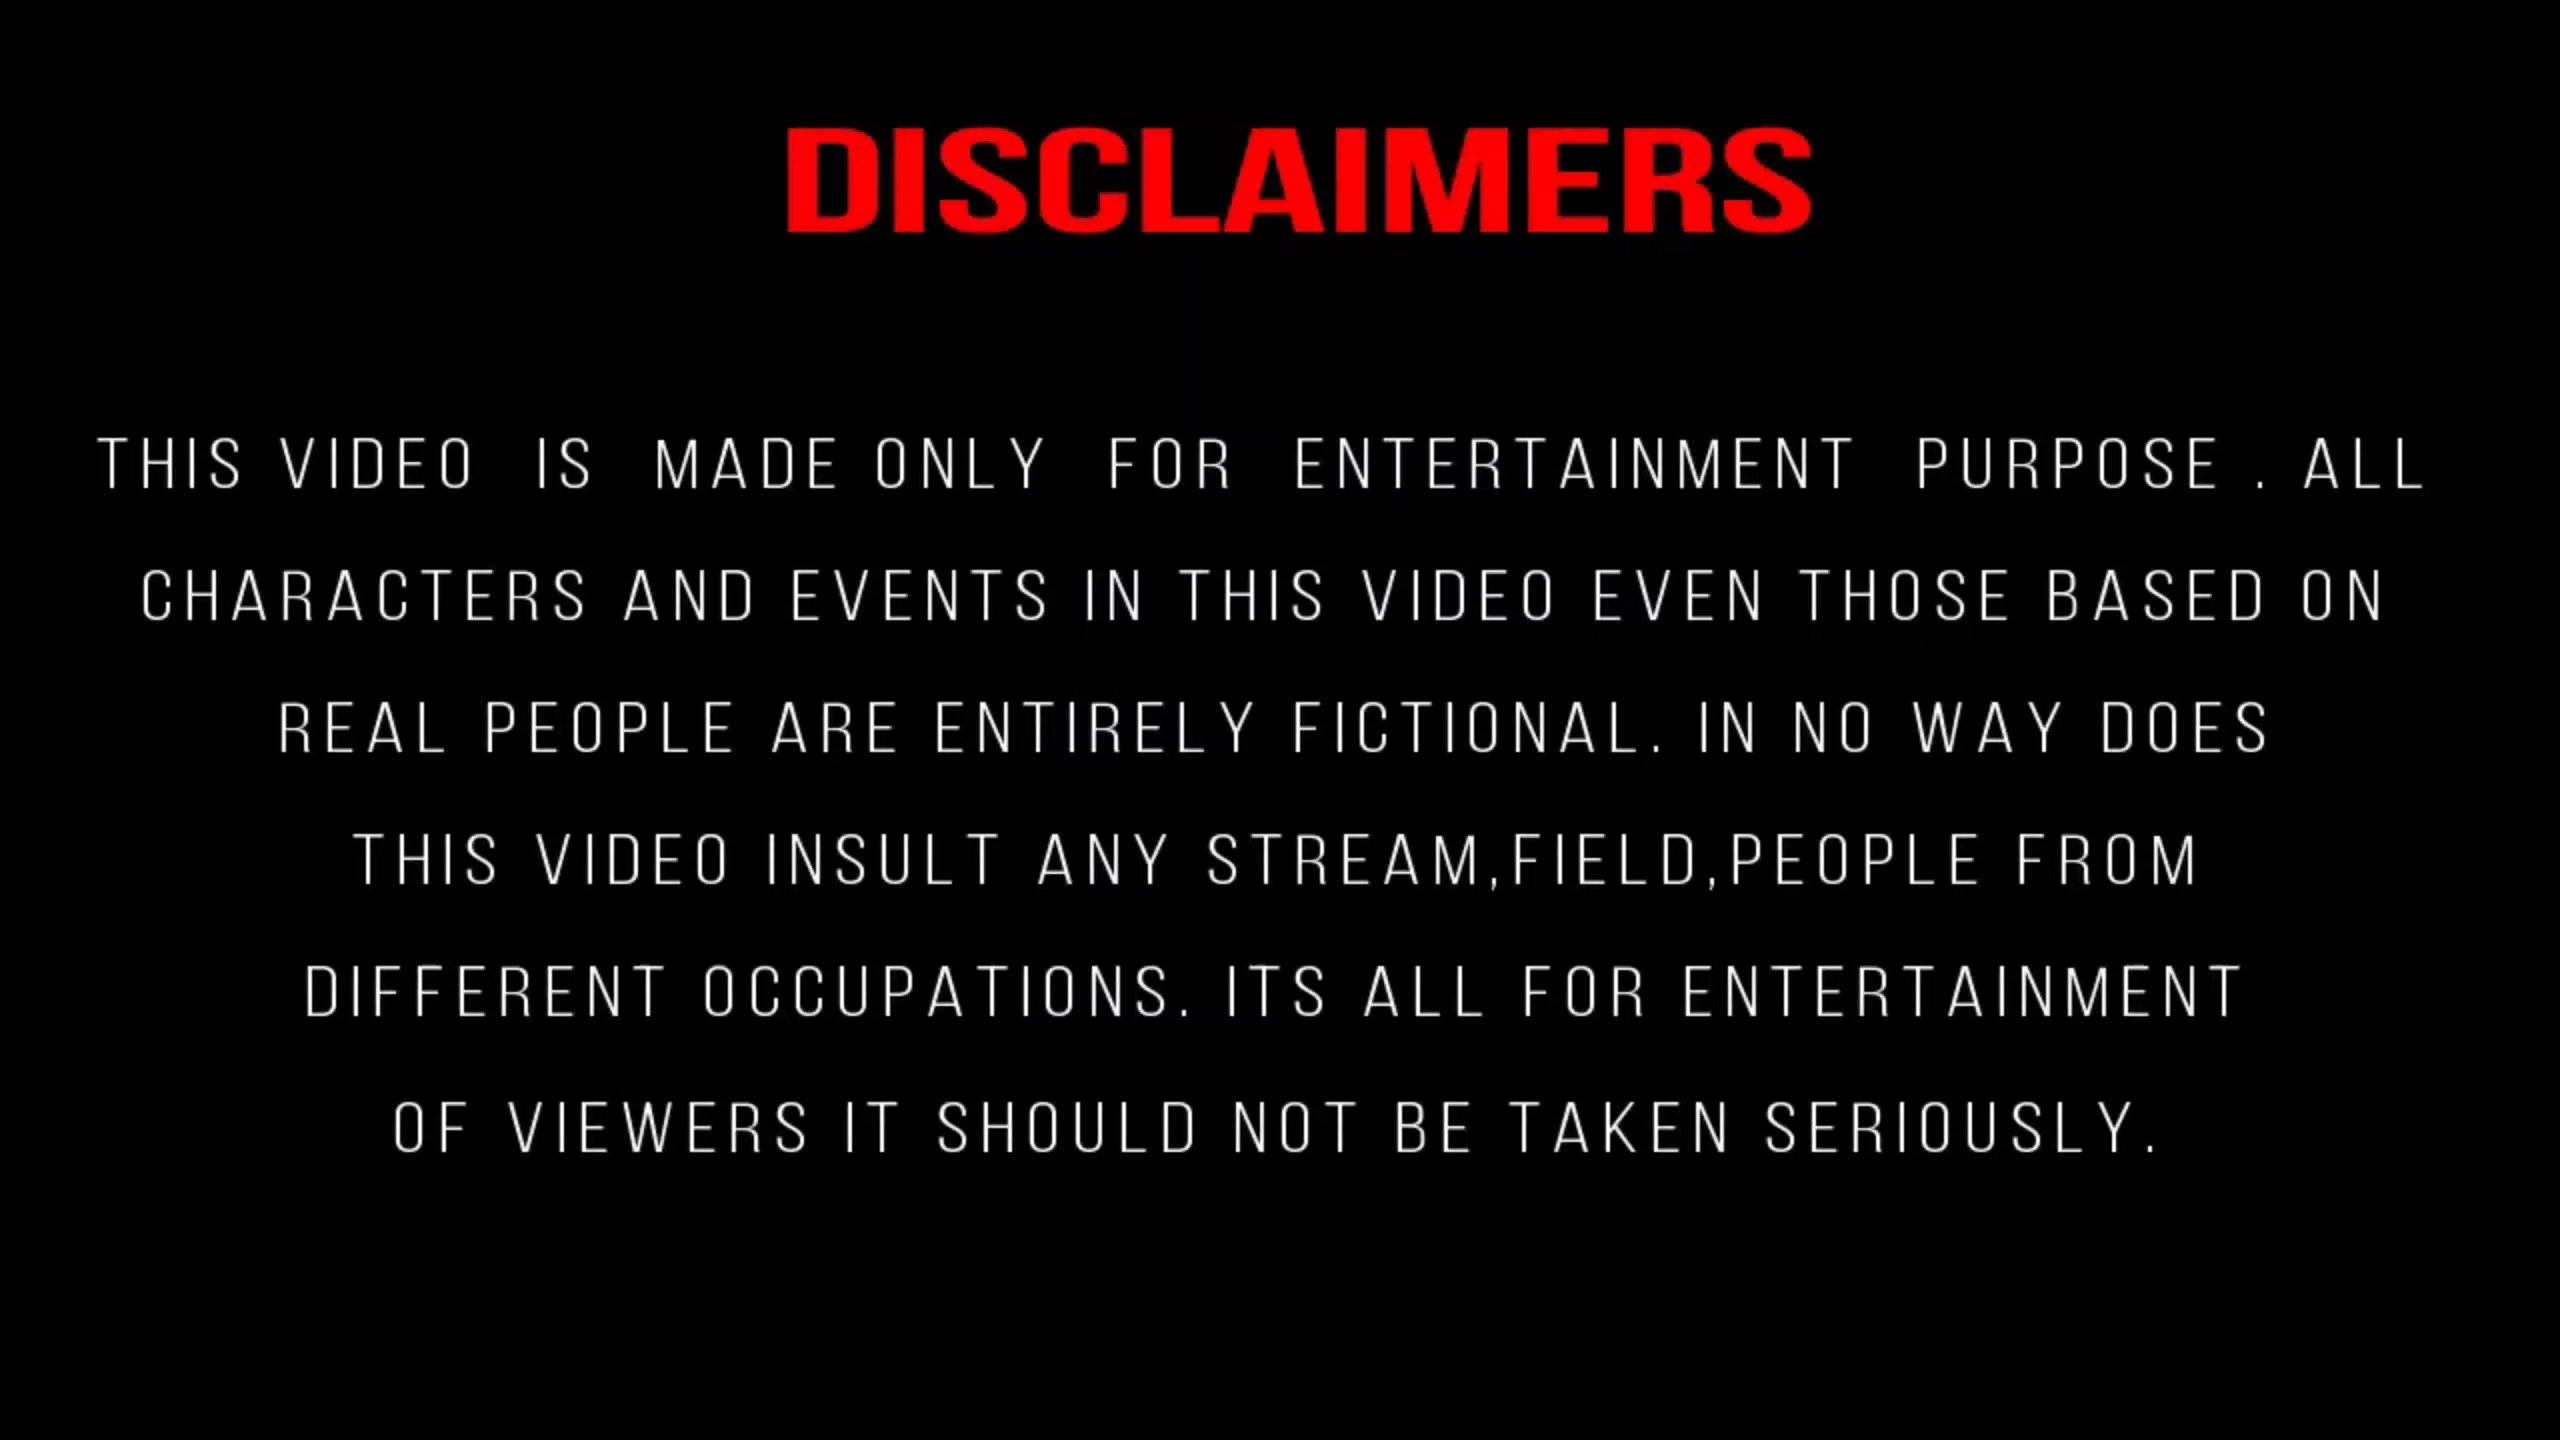 DISCLAIMERS
THIS VIDEO IS MADE ONLY FOR ENTERTAINMENT PURPOSE . ALL
CHARACTERS AND EVENTS IN THIS VIDEO EVEN THOSE BASED ON
REAL PEOPLE ARE ENTIRELY FICTIONAL. IN NO WAY DOES
THIS VIDEO INSULT ANY STREAM,FIELD,PEOPLE FROM
DIFFERENT OCCUPATIONS. ITS ALL FOR ENTERTAINMENT
OF VIEWERS IT SHOULD NOT BE TAKEN SERIOUSLY.